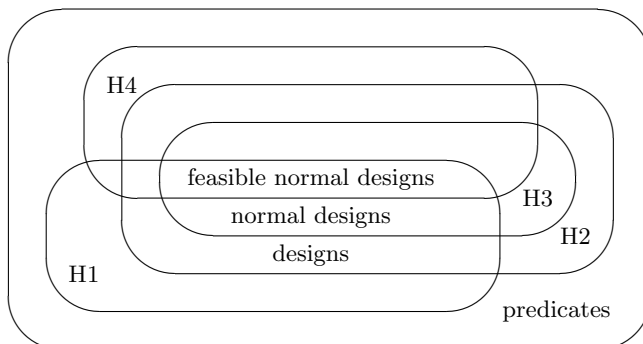 H4
feasible normal designs
H3
normal designs
H2
designs
H1
predicates